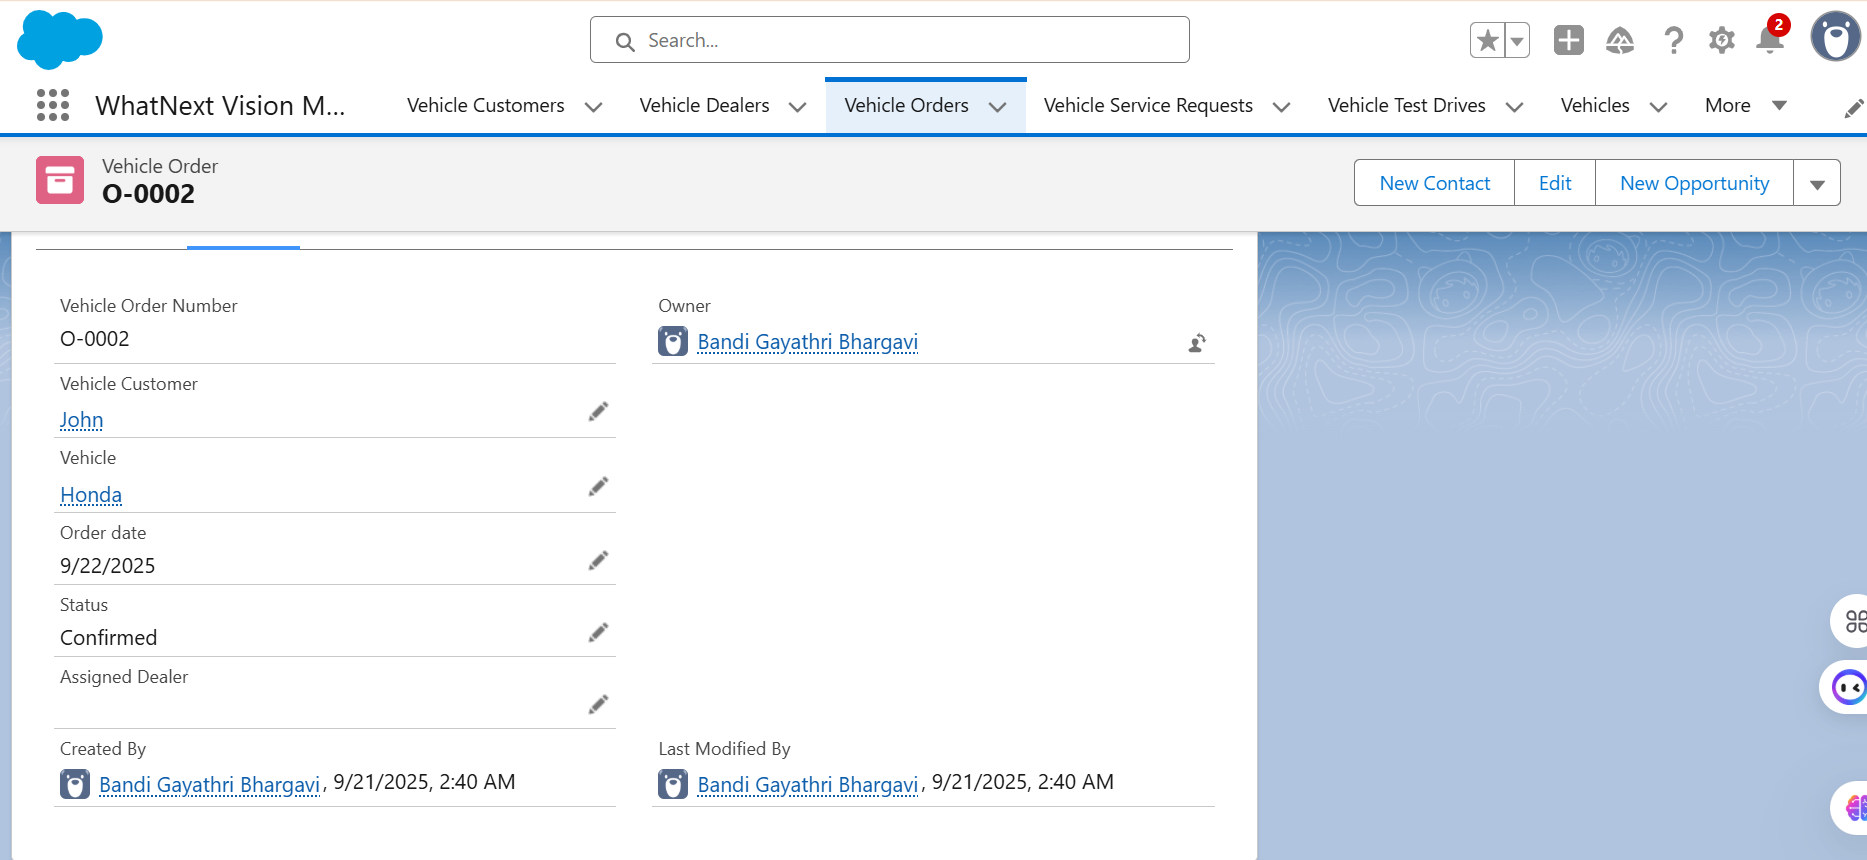 Search...
2
WhatNext Vision M...
Vehicle Customers
Vehicle Dealers
Vehicle Orders
Vehicle Service Requests
Vehicle Test Drives
Vehicles
More
Vehicle Order
O-0002
New Contact
Edit
New Opportunity
Vehicle Order Number
O-0002
Owner
Bandi Gayathri Bhargavi
Vehicle Customer
John
Vehicle
Honda
Order date
9/22/2025
Status
Confirmed
Assigned Dealer
Created By
Bandi Gayathri Bhargavi, 9/21/2025, 2:40 AM
Last Modified By
Bandi Gayathri Bhargavi, 9/21/2025, 2:40 AM